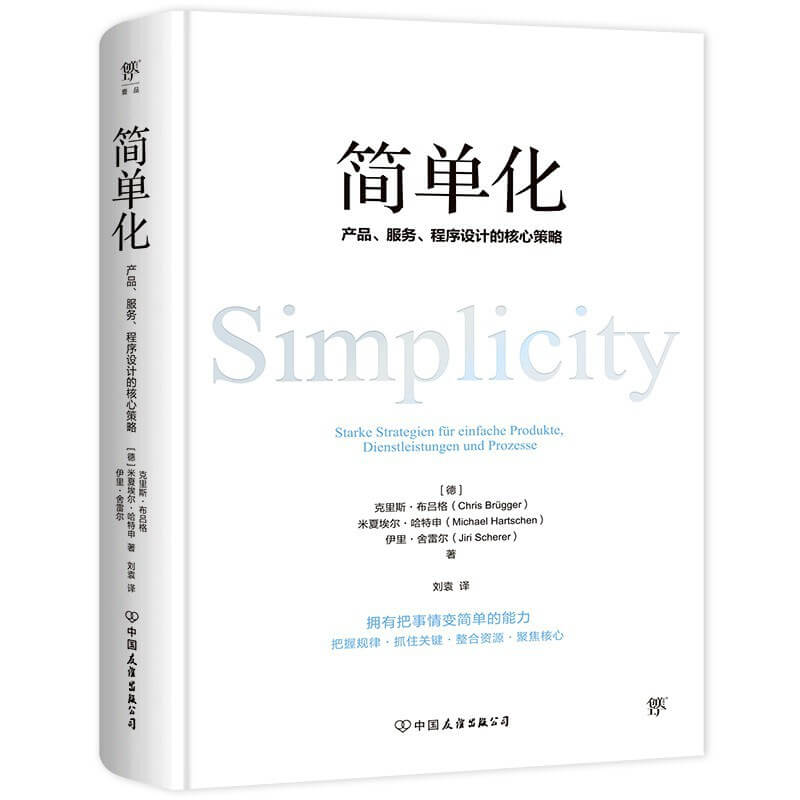 创美
壹品
简单化
产品、服务、程序设计的核心策略
[德]
克里斯·布吕格
米夏埃尔·哈特申
伊里·舍雷尔
著
刘袁 译
中国友谊出版公司
简单化
产品、服务、程序设计的核心策略
Simplicity
Starke Strategien für einfache Produkte,
Dienstleistungen und Prozesse
[德]
克里斯·布吕格(Chris Brügger)
米夏埃尔·哈特申(Michael Hartschen)
伊里·舍雷尔(Jiri Scherer)
著
刘袁 译
拥有把事情变简单的能力
把握规律·抓住关键·整合资源·聚焦核心
中国友谊出版公司
创美